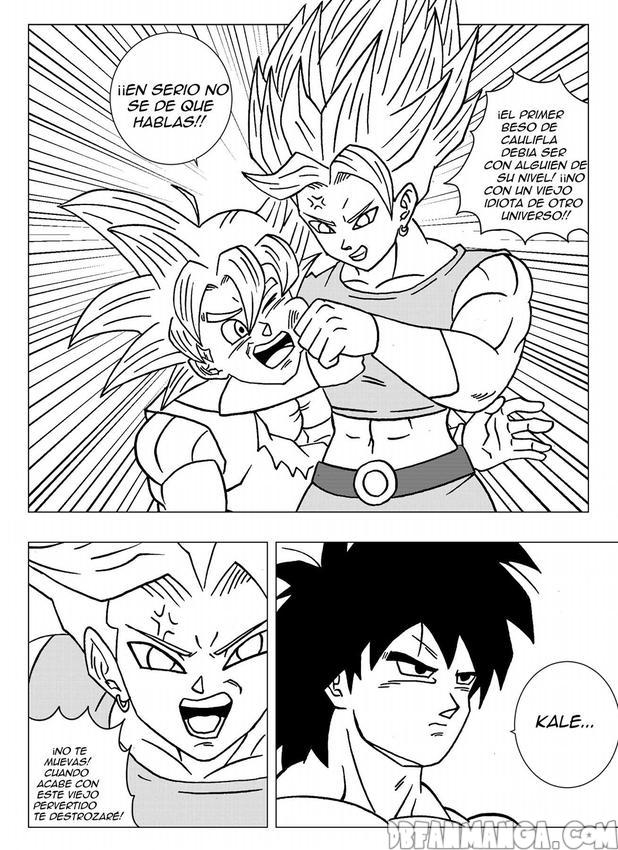 ¡¡EN SERIO NO
SE DE QUE
HABLAS!!
¡EL PRIMER
BESO DE
CAULIFLA
DEBIA SER
CON ALGUIEN DE
SU NIVEL! ¡¡NO
CON UN VIEJO
IDIOTA DE OTRO
UNIVERSO!!
¡NO TE
MUEVAS!
CUANDO
ACABE CON
ESTE VIEJO
PERVERTIDO
TE DESTROZARÉ!
KALE...
DBFANMANGA.COM